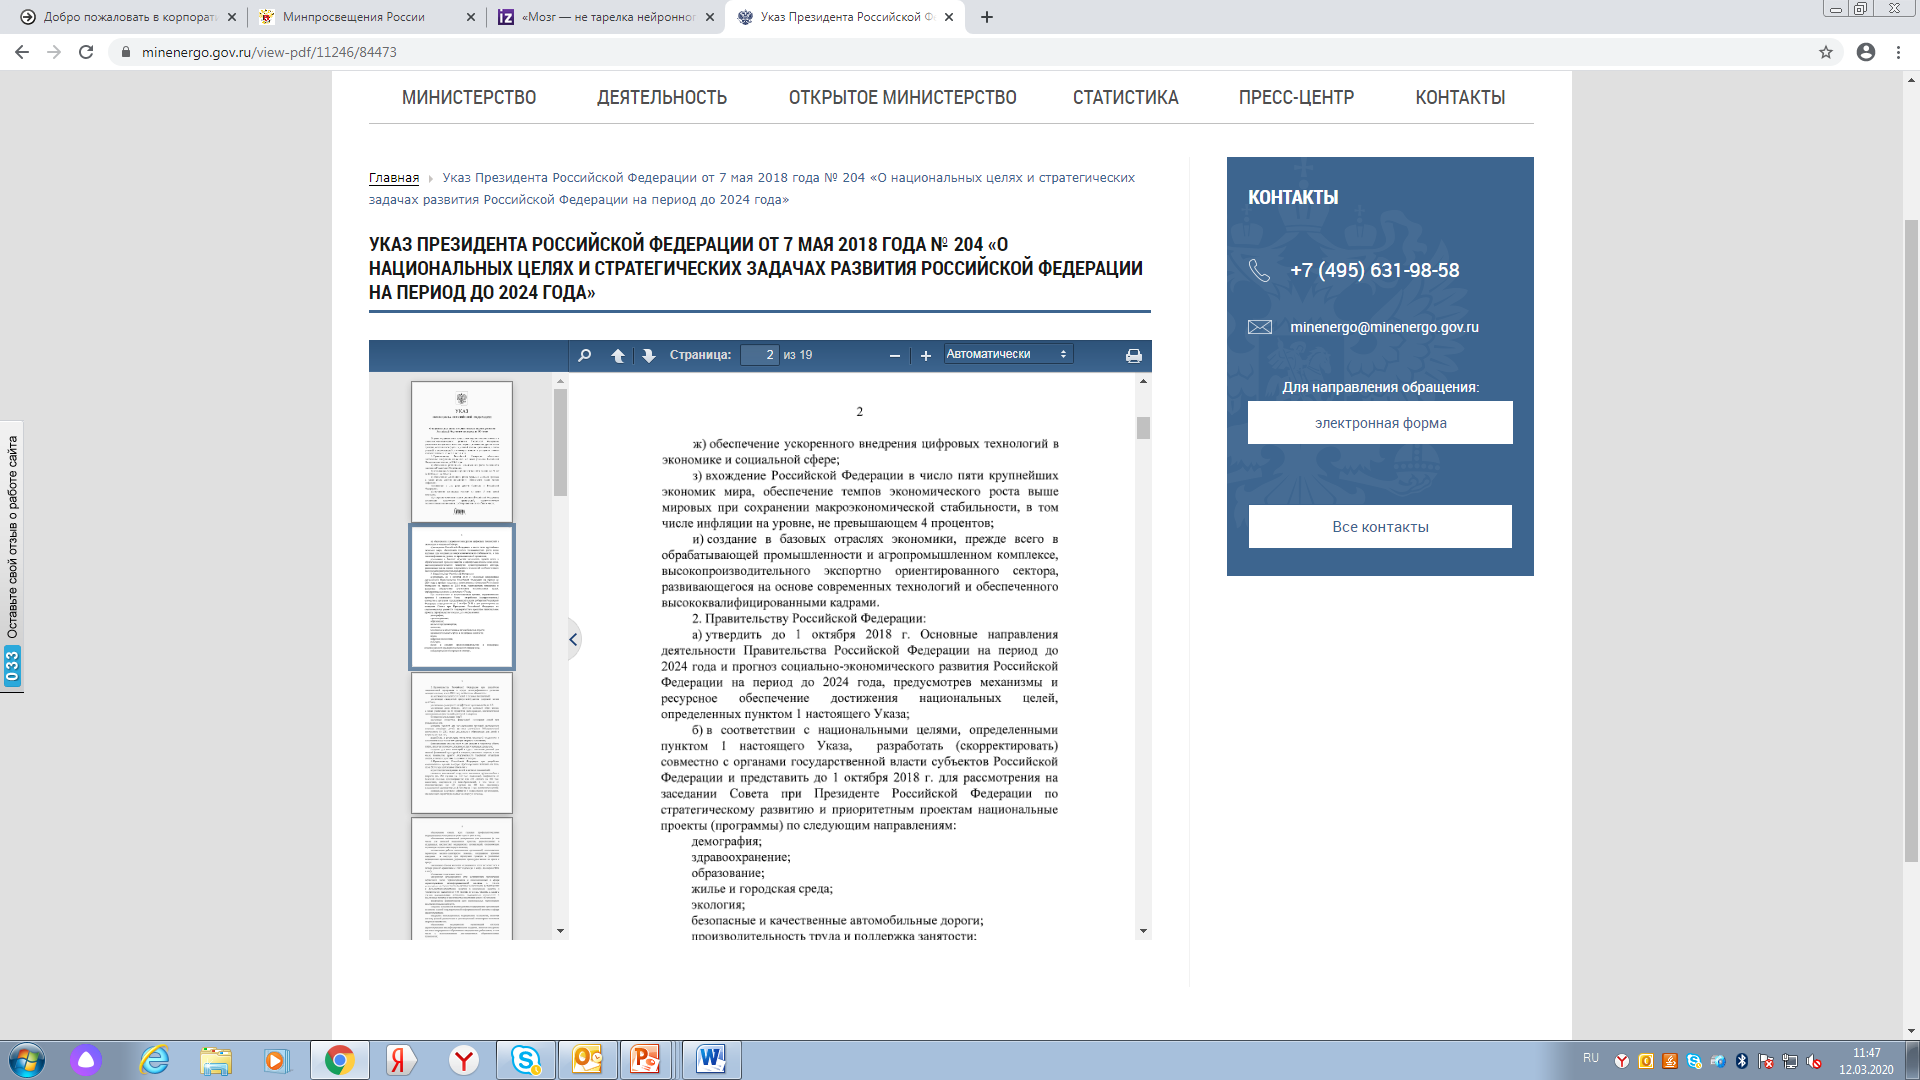 Добро пожаловать в корпорати
Минпросвещения России
«Мозг — не тарелка нейронног
Указ Президента Российской Ф
minenergo.gov.ru/view-pdf/11246/84473
МИНИСТЕРСТВО ДЕЯТЕЛЬНОСТЬ ОТКРЫТОЕ МИНИСТЕРСТВО СТАТИСТИКА ПРЕСС-ЦЕНТР КОНТАКТЫ
Главная Указ Президента Российской Федерации от 7 мая 2018 года № 204 «О национальных целях и стратегических
задачах развития Российской Федерации на период до 2024 года»
УКАЗ ПРЕЗИДЕНТА РОССИЙСКОЙ ФЕДЕРАЦИИ ОТ 7 МАЯ 2018 ГОДА № 204 «О
НАЦИОНАЛЬНЫХ ЦЕЛЯХ И СТРАТЕГИЧЕСКИХ ЗАДАЧАХ РАЗВИТИЯ РОССИЙСКОЙ ФЕДЕРАЦИИ
НА ПЕРИОД ДО 2024 ГОДА»
Страница: 2 из 19
Автоматически
УКАЗ
2
ж) обеспечение ускоренного внедрения цифровых технологий в
экономике и социальной сфере;
з) вхождение Российской Федерации в число пяти крупнейших
экономик мира, обеспечение темпов экономического роста выше
мировых при сохранении макроэкономической стабильности, в том
числе инфляции на уровне, не превышающем 4 процентов;
и) создание в базовых отраслях экономики, прежде всего в
обрабатывающей промышленности и агропромышленном комплексе,
высокопроизводительного экспортно ориентированного сектора,
развивающегося на основе современных технологий и обеспеченного
высококвалифицированными кадрами.
2. Правительству Российской Федерации:
а) утвердить до 1 октября 2018 г. Основные направления
деятельности Правительства Российской Федерации на период до
2024 года и прогноз социально-экономического развития Российской
Федерации на период до 2024 года, предусмотрев механизмы и
ресурсное обеспечение достижения национальных целей,
определенных пунктом 1 настоящего Указа;
б) в соответствии с национальными целями, определенными
пунктом 1 настоящего Указа, разработать (скорректировать)
совместно с органами государственной власти субъектов Российской
Федерации и представить до 1 октября 2018 г. для рассмотрения на
заседании Совета при Президенте Российской Федерации по
стратегическому развитию и приоритетным проектам национальные
проекты (программы) по следующим направлениям:
демография;
здравоохранение;
образование;
жилье и городская среда;
экология;
безопасные и качественные автомобильные дороги;
производительность труда и поддержка занятости;
КОНТАКТЫ
+7 (495) 631-98-58
minenergo@minenergo.gov.ru
Для направления обращения:
электронная форма
Все контакты
Оставьте свой отзыв о работе сайта
033
RU
11:47
12.03.2020